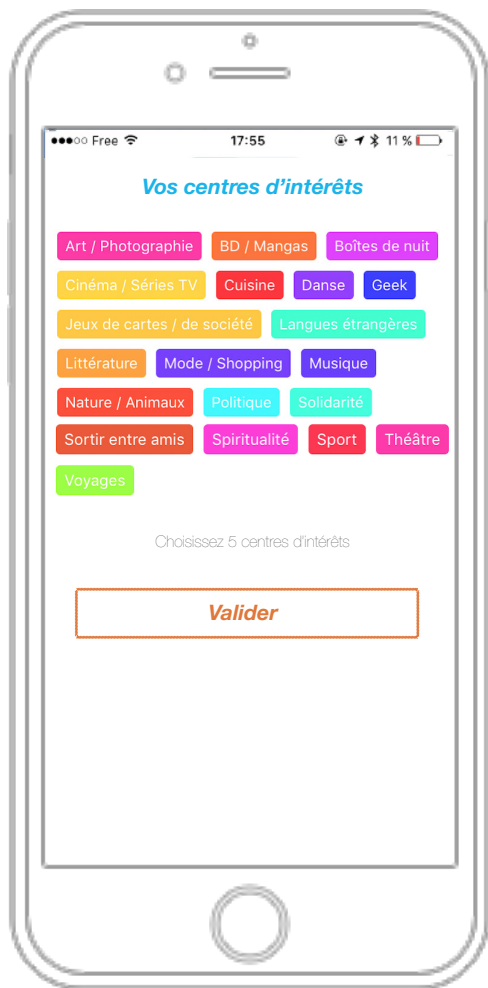 ●●●○○ Free 17:55 11 %
Vos centres d'intérêts
Art / Photographie BD / Mangas Boîtes de nuit
Cinéma / Séries TV Cuisine Danse Geek
Jeux de cartes / de société Langues étrangères
Littérature Mode / Shopping Musique
Nature / Animaux Politique Solidarité
Sortir entre amis Spiritualité Sport Théâtre
Voyages
Choisissez 5 centres d'intérêts
Valider